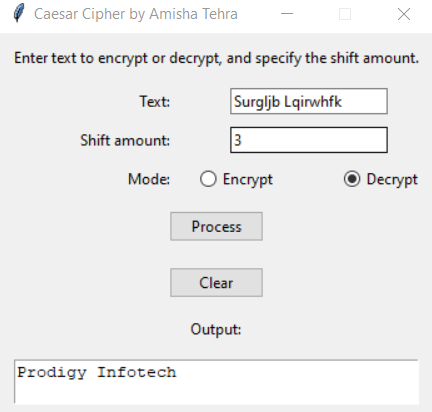 Caesar Cipher by Amisha Tehra
Enter text to encrypt or decrypt, and specify the shift amount.
Text: Surgljb Lqirwhfk
Shift amount: 3
Mode: Encrypt Decrypt
Process
Clear
Output:
Prodigy Infotech